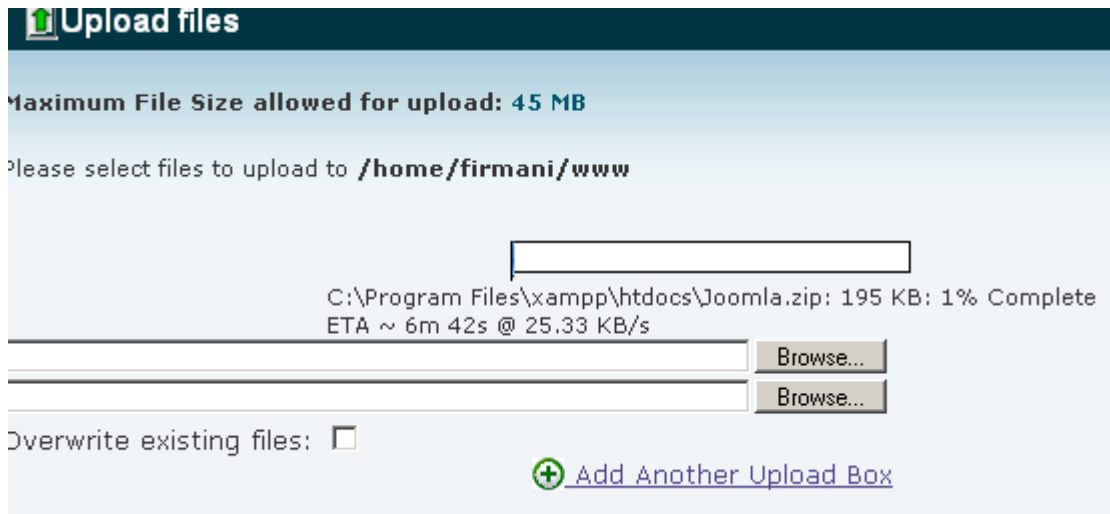 Upload files
Maximum File Size allowed for upload: 45 MB
Please select files to upload to /home/firmani/www
C:\Program Files\xampp\htdocs\Joomla.zip: 195 KB: 1% Complete
ETA ~ 6m 42s @ 25.33 KB/s
Browse...
Browse...
Overwrite existing files:
Add Another Upload Box